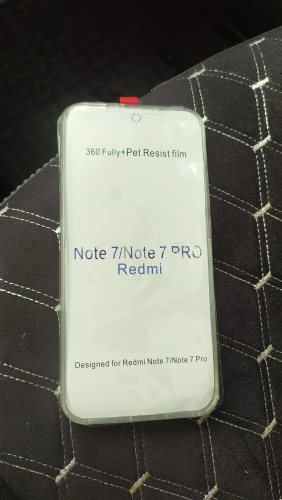 360 Fully+Pet Resist film
Note 7/Note 7 PRO
Redmi
Designed for Redmi Note 7/Note 7 Pro